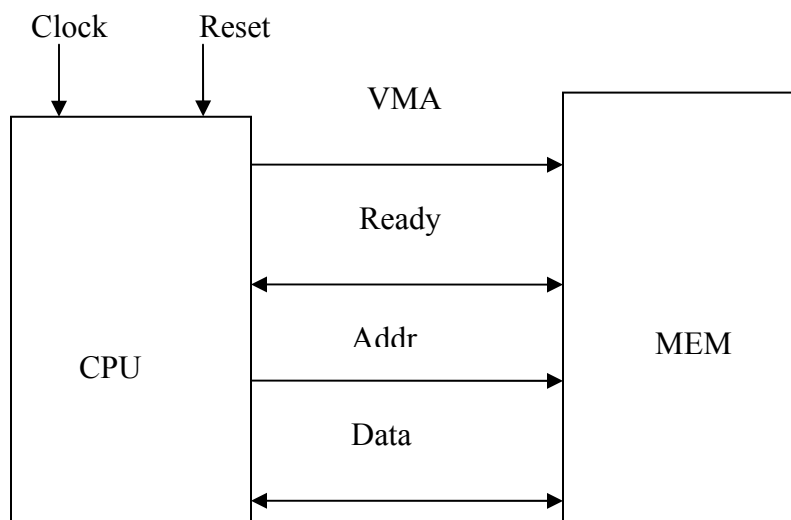 Clock Reset
VMA
Ready
Addr
CPU
MEM
Data